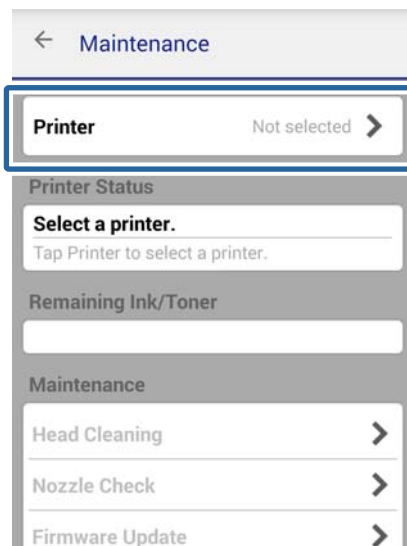 Maintenance
Printer Not selected
Printer Status
Select a printer.
Tap Printer to select a printer.
Remaining Ink/Toner
Maintenance
Head Cleaning
Nozzle Check
Firmware Update